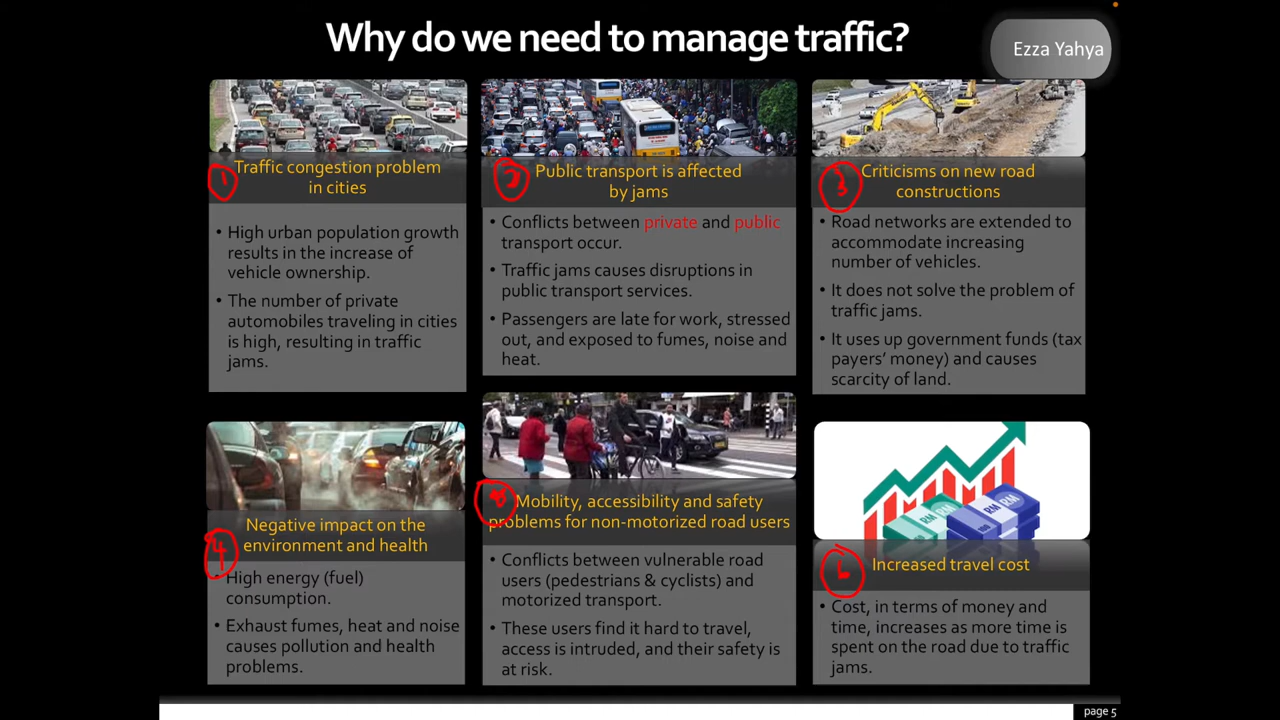 Why do we need to manage traffic?
Ezza Yahya
1
Traffic congestion problem
in cities
• High urban population growth
results in the increase of
vehicle ownership.
• The number of private
automobiles traveling in cities
is high, resulting in traffic
jams.
Public transport is affected
by jams
• Conflicts between private and public
transport occur.
• Traffic jams causes disruptions in
public transport services.
• Passengers are late for work, stressed
out, and exposed to fumes, noise and
heat.
3
Criticisms on new road
constructions
• Road networks are extended to
accommodate increasing
number of vehicles.
• It does not solve the problem of
traffic jams.
• It uses up government funds (tax
payers’ money) and causes
scarcity of land.
4
Negative impact on the
environment and health
• High energy (fuel)
consumption.
• Exhaust fumes, heat and noise
causes pollution and health
problems.
Mobility, accessibility and safety
problems for non-motorized road users
• Conflicts between vulnerable road
users (pedestrians & cyclists) and
motorized transport.
• These users find it hard to travel,
access is intruded, and their safety is
at risk.
RM
RM
Increased travel cost
• Cost, in terms of money and
time, increases as more time is
spent on the road due to traffic
jams.
page 5